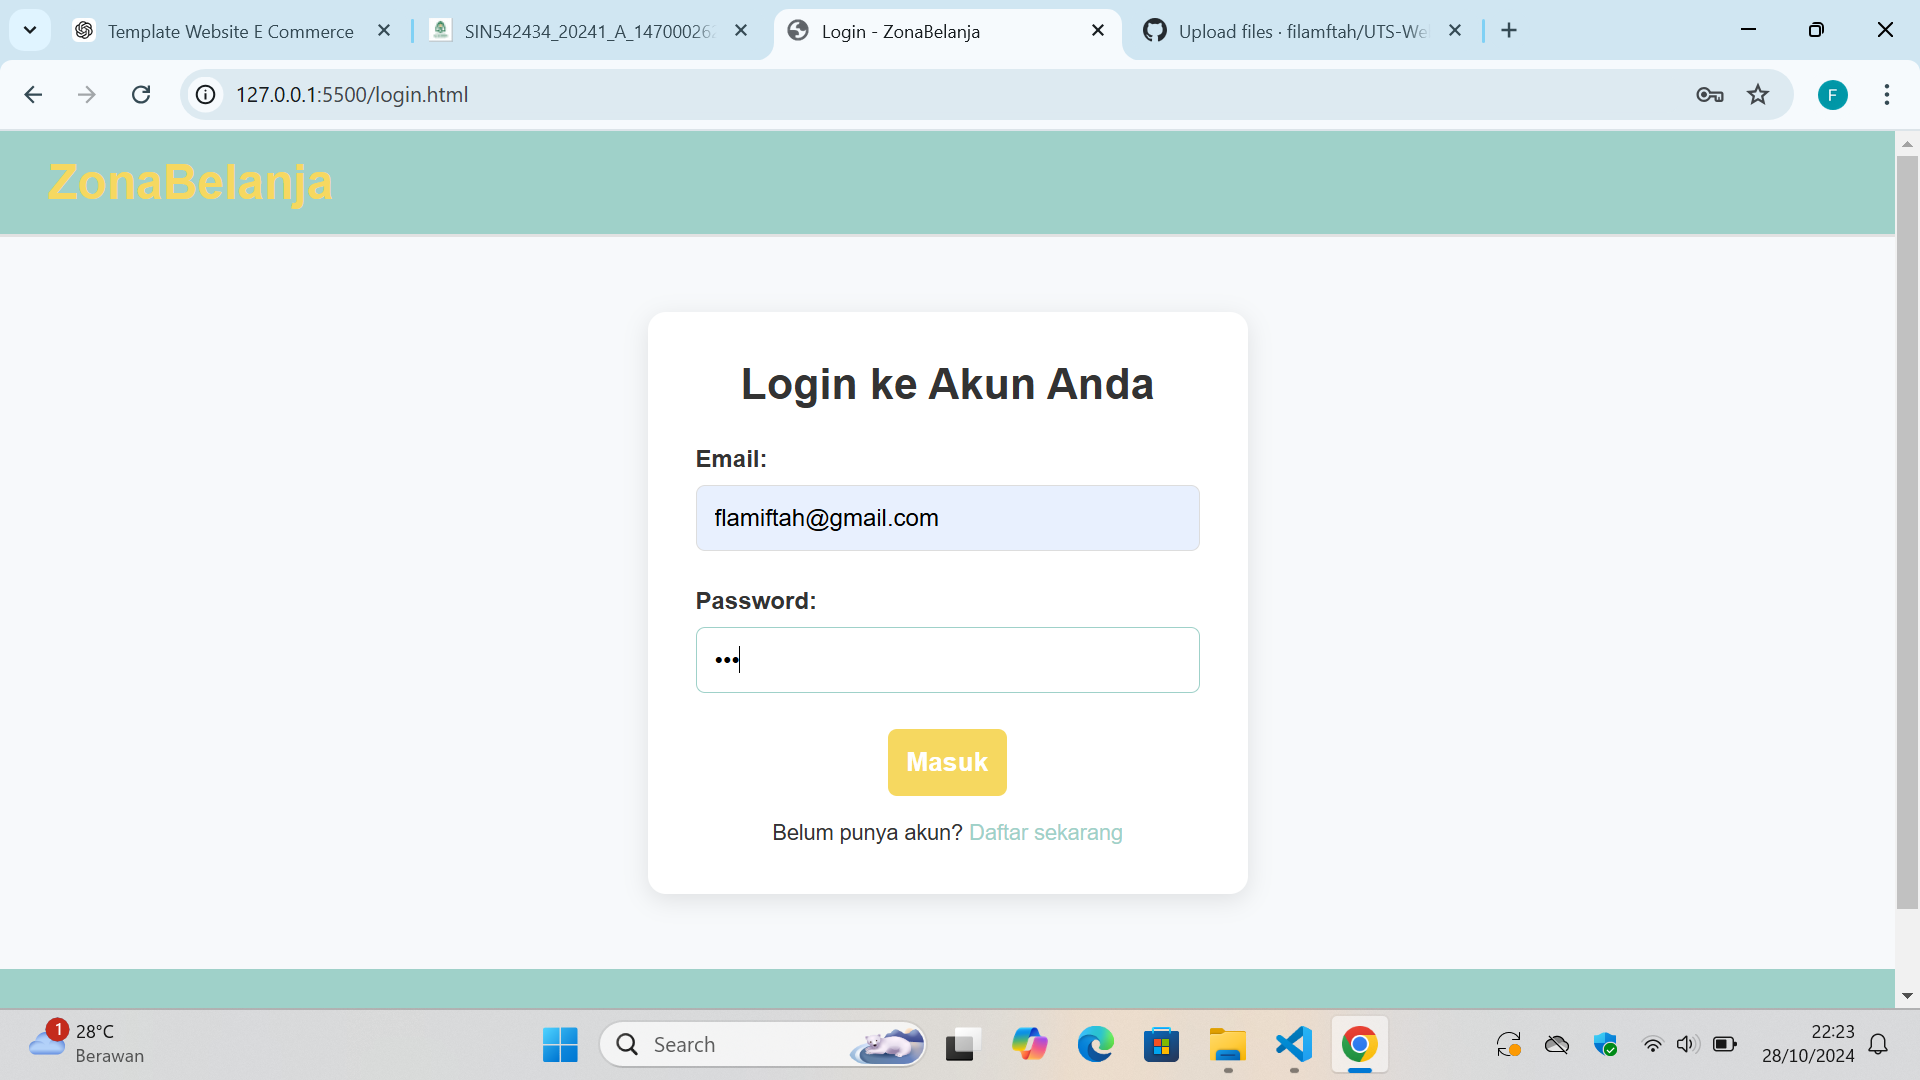 Template Website E Commerce
SIN542434_20241_A_14700026
Login - ZonaBelanja
Upload files · filamftah/UTS-We
127.0.0.1:5500/login.html
F
ZonaBelanja
Login ke Akun Anda
Email:
flamiftah@gmail.com
Password:
•••
Masuk
Belum punya akun? Daftar sekarang
1
28°C
Berawan
Search
22:23
28/10/2024